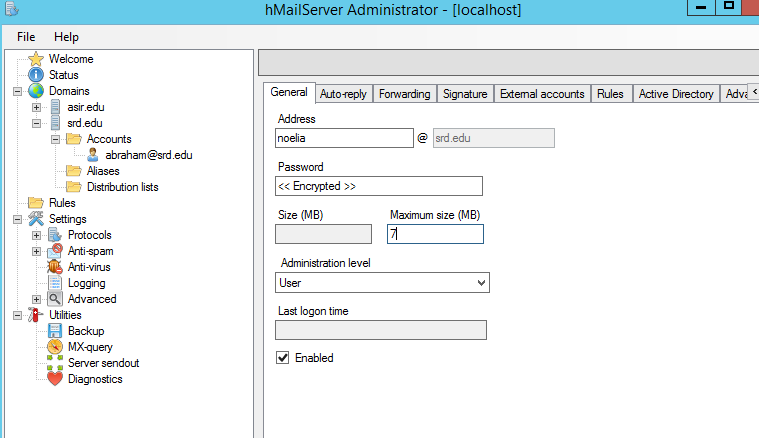 hMailServer Administrator - [localhost]
File Help
Welcome
Status
Domains
asir.edu
srd.edu
Accounts
abraham@srd.edu
Aliases
Distribution lists
Rules
Settings
Protocols
Anti-spam
Anti-virus
Logging
Advanced
Utilities
Backup
MX-query
Server sendout
Diagnostics
General Auto-reply Forwarding Signature External accounts Rules Active Directory Adva
Address
noelia @ srd.edu
Password
<< Encrypted >>
Size (MB) Maximum size (MB)
7
Administration level
User
Last logon time
Enabled